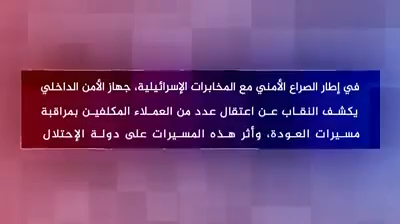 في إطار الصراع الأمني مع المخابرات الإسرائيلية، جهاز الأمن الداخلي
يكشف النقاب عن اعتقال عدد من العملاء المكلفين بمراقبة
مسيرات العودة، وأثر هذه المسيرات على دولة الإحتلال